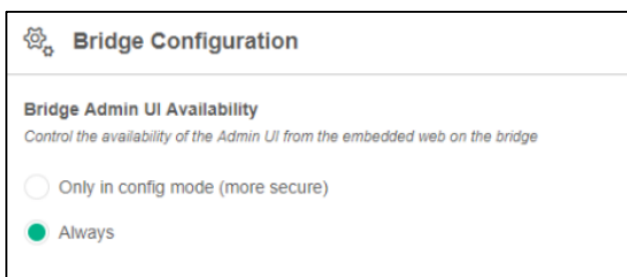 Bridge Configuration
Bridge Admin UI Availability
Control the availability of the Admin UI from the embedded web on the bridge
Only in config mode (more secure)
Always